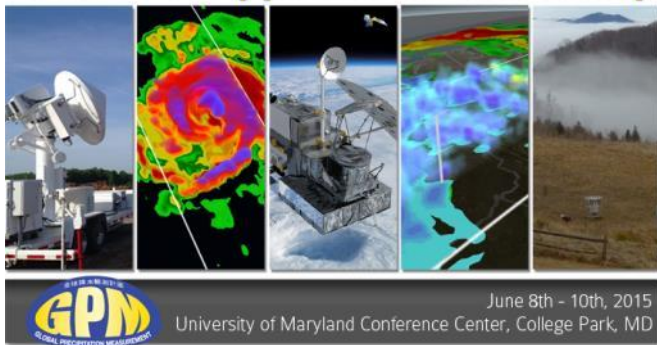 GPM
GLOBAL PRECIPITATION MEASUREMENT
June 8th - 10th, 2015
University of Maryland Conference Center, College Park, MD